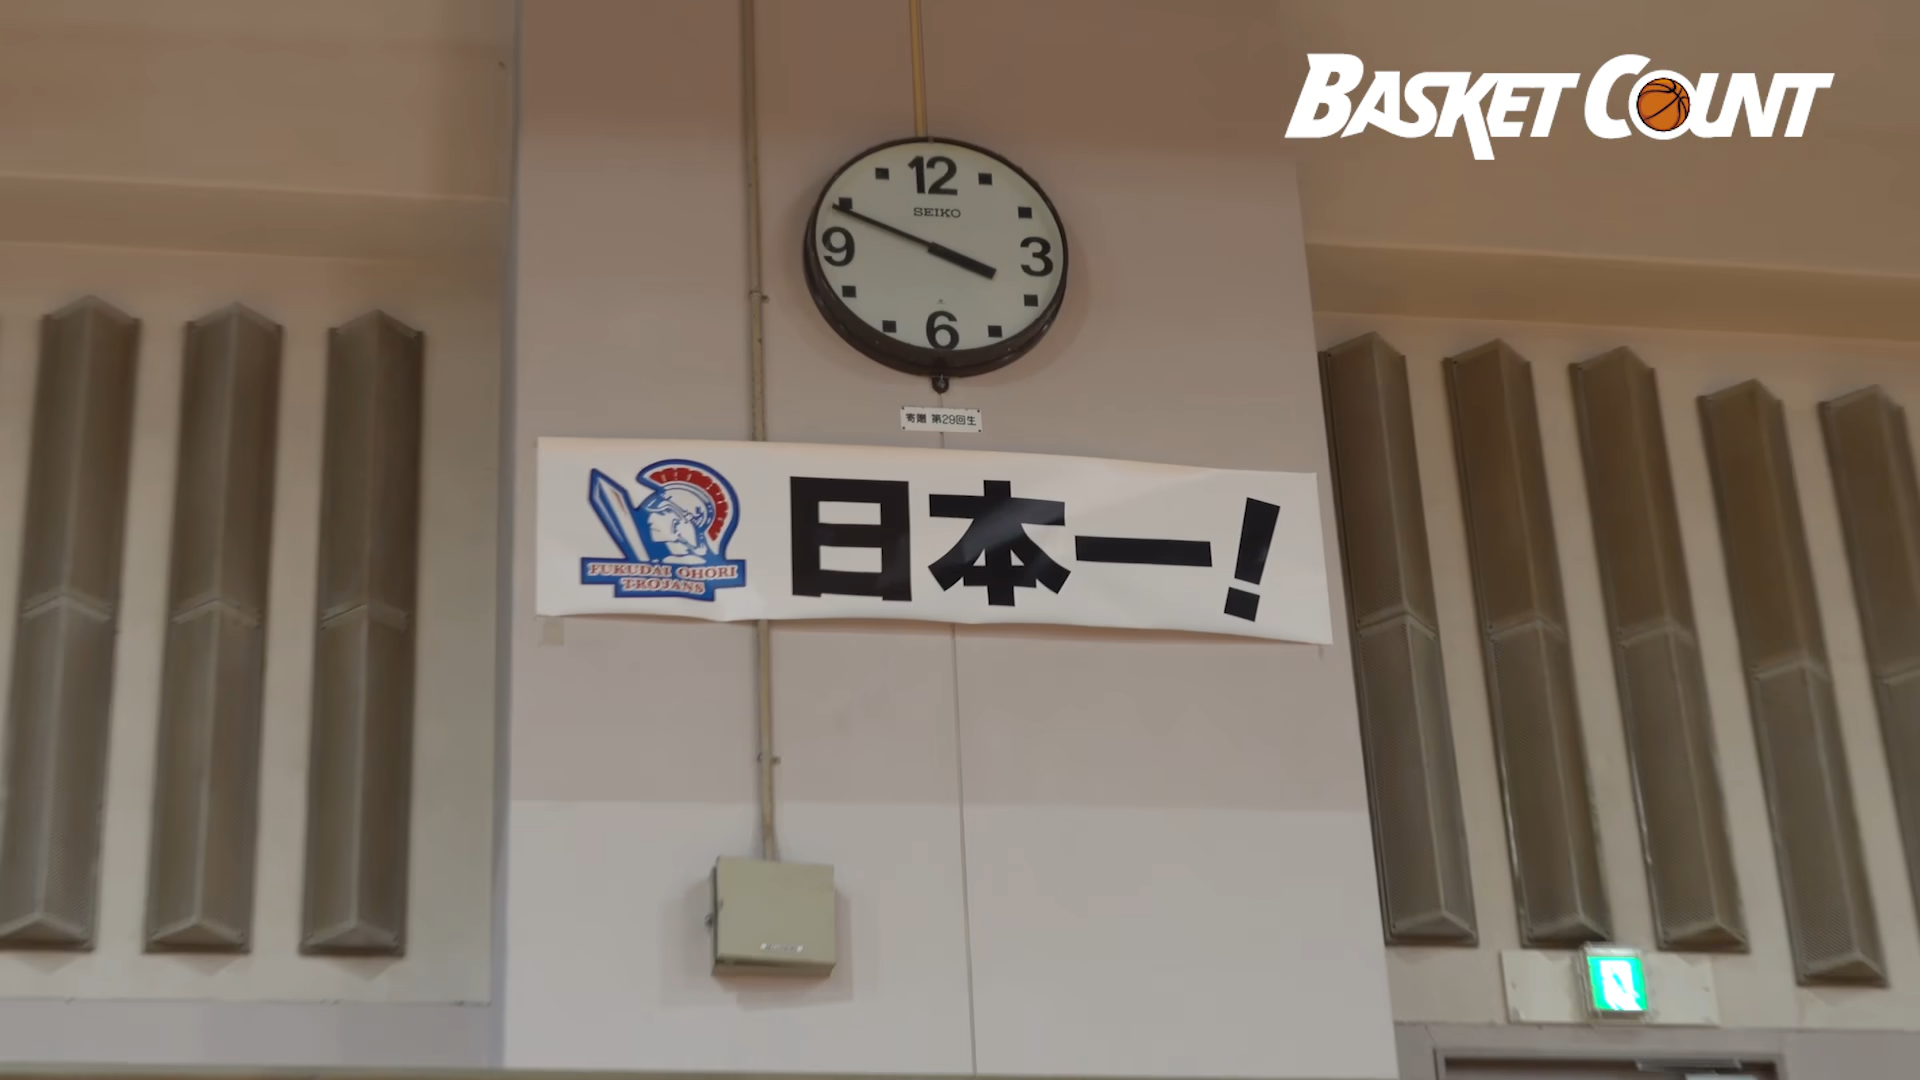 BASKET COUNT
12
SEIKO
9
3
6
寄贈 第29回生
日本一!
FUKUDAI OHORI
TROJANS